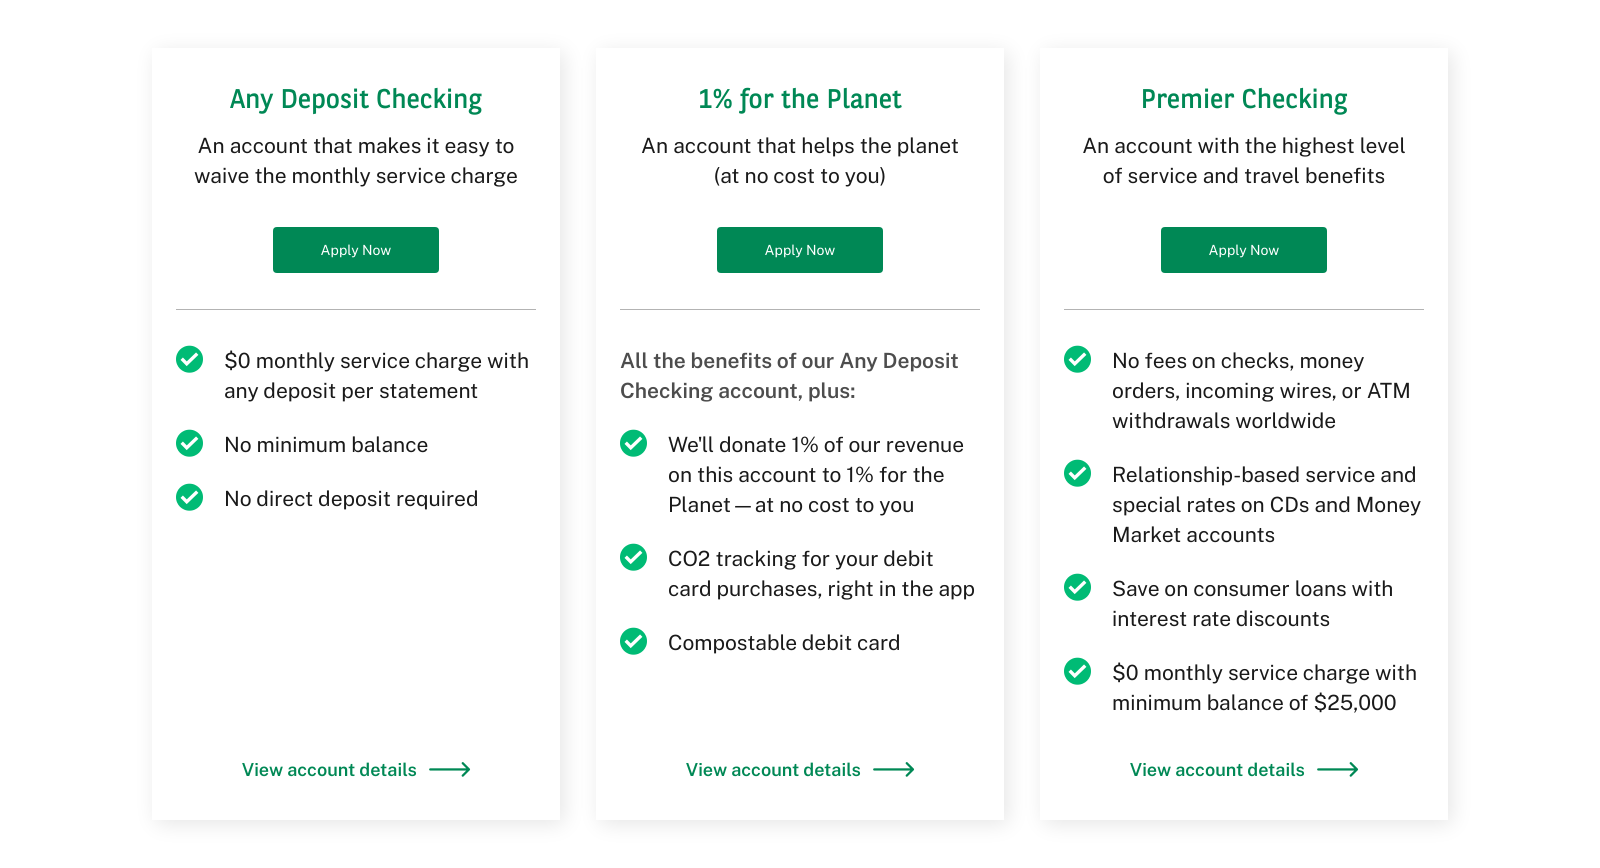 Any Deposit Checking
An account that makes it easy to
waive the monthly service charge
Apply Now
$0 monthly service charge with
any deposit per statement
No minimum balance
No direct deposit required
View account details
1% for the Planet
An account that helps the planet
(at no cost to you)
Apply Now
All the benefits of our Any Deposit
Checking account, plus:
We'll donate 1% of our revenue
on this account to 1% for the
Planet — at no cost to you
CO2 tracking for your debit
card purchases, right in the app
Compostable debit card
View account details
Premier Checking
An account with the highest level
of service and travel benefits
Apply Now
No fees on checks, money
orders, incoming wires, or ATM
withdrawals worldwide
Relationship-based service and
special rates on CDs and Money
Market accounts
Save on consumer loans with
interest rate discounts
$0 monthly service charge with
minimum balance of $25,000
View account details